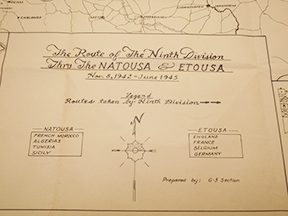 The Route of The Ninth Division
Thru The NATOUSA & ETOUSA
Nov. 8, 1942 - June 1945
Legend
Routes taken by Ninth Division
N
NATOUSA
FRENCH MOROCCO
ALGERIAS
TUNISIA
SICILY
ETOUSA
ENGLAND
FRANCE
BELGIUM
GERMANY
Prepared by: G-3 Section